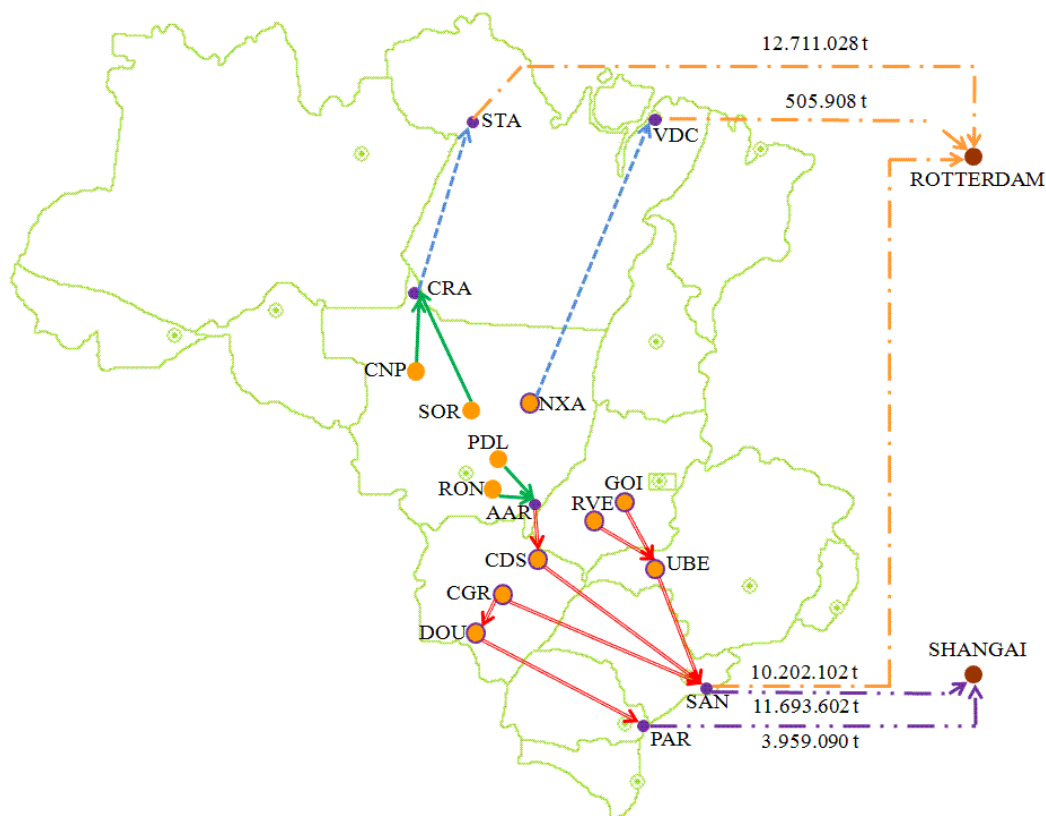 12.711.028 t
505.908 t
STA
VDC
ROTTERDAM
CRA
CNP
SOR
NXA
PDL
RON
AAR
GOI
RVE
CDS
UBE
CGR
DOU
SHANGAI
10.202.102 t
SAN
11.693.602 t
PAR
3.959.090 t